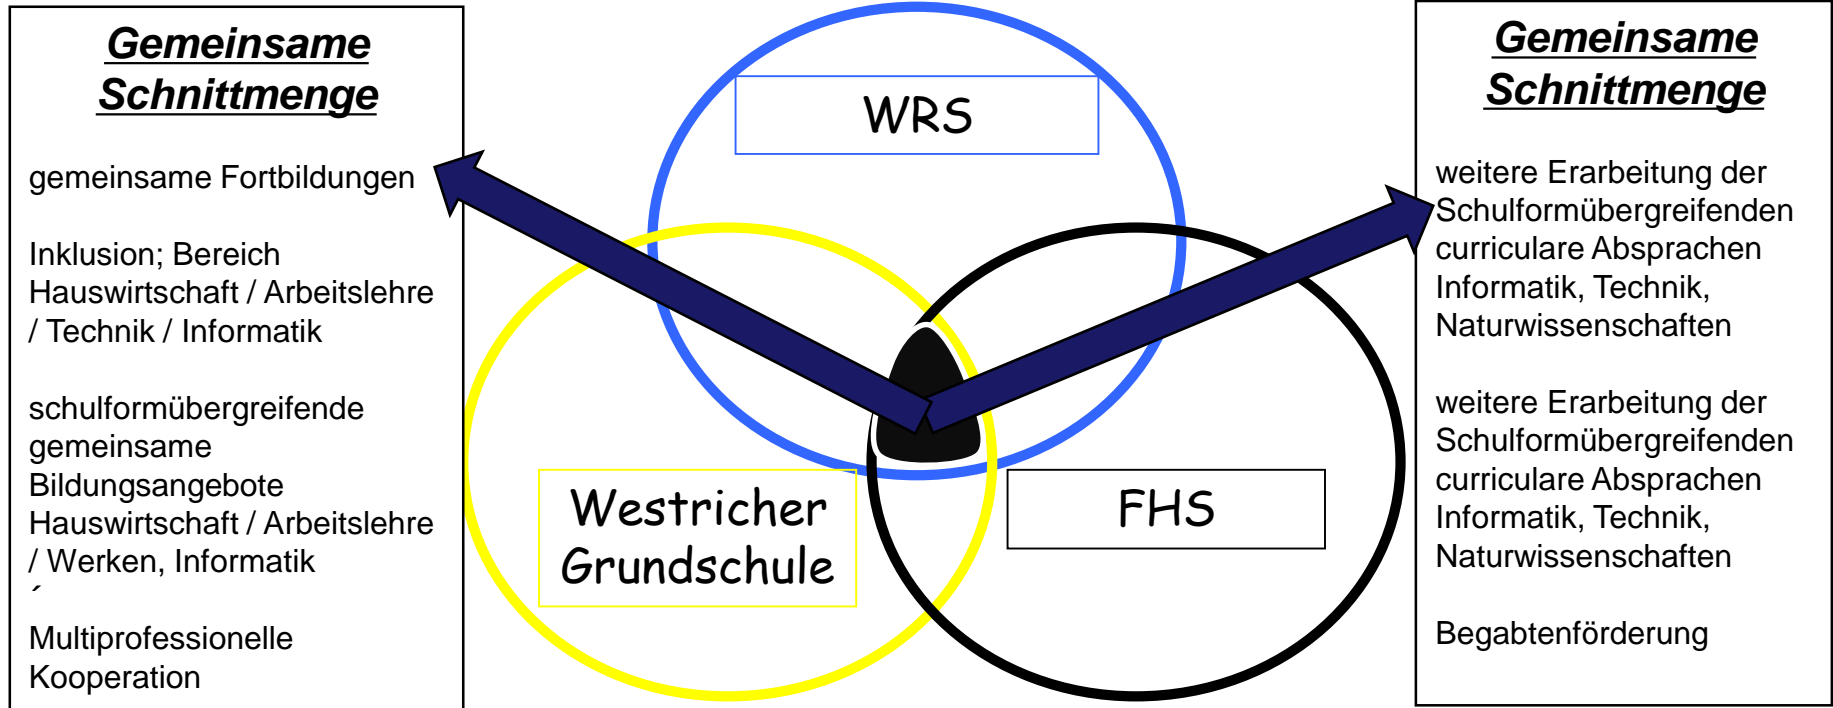 Gemeinsame
Schnittmenge
gemeinsame Fortbildungen
Inklusion; Bereich
Hauswirtschaft / Arbeitslehre
/ Technik / Informatik
schulformübergreifende
gemeinsame
Bildungsangebote
Hauswirtschaft / Arbeitslehre
/ Werken, Informatik
´
Multiprofessionelle
Kooperation
WRS
Westricher
Grundschule
FHS
Gemeinsame
Schnittmenge
weitere Erarbeitung der
Schulformübergreifenden
curriculare Absprachen
Informatik, Technik,
Naturwissenschaften
weitere Erarbeitung der
Schulformübergreifenden
curriculare Absprachen
Informatik, Technik,
Naturwissenschaften
Begabtenförderung